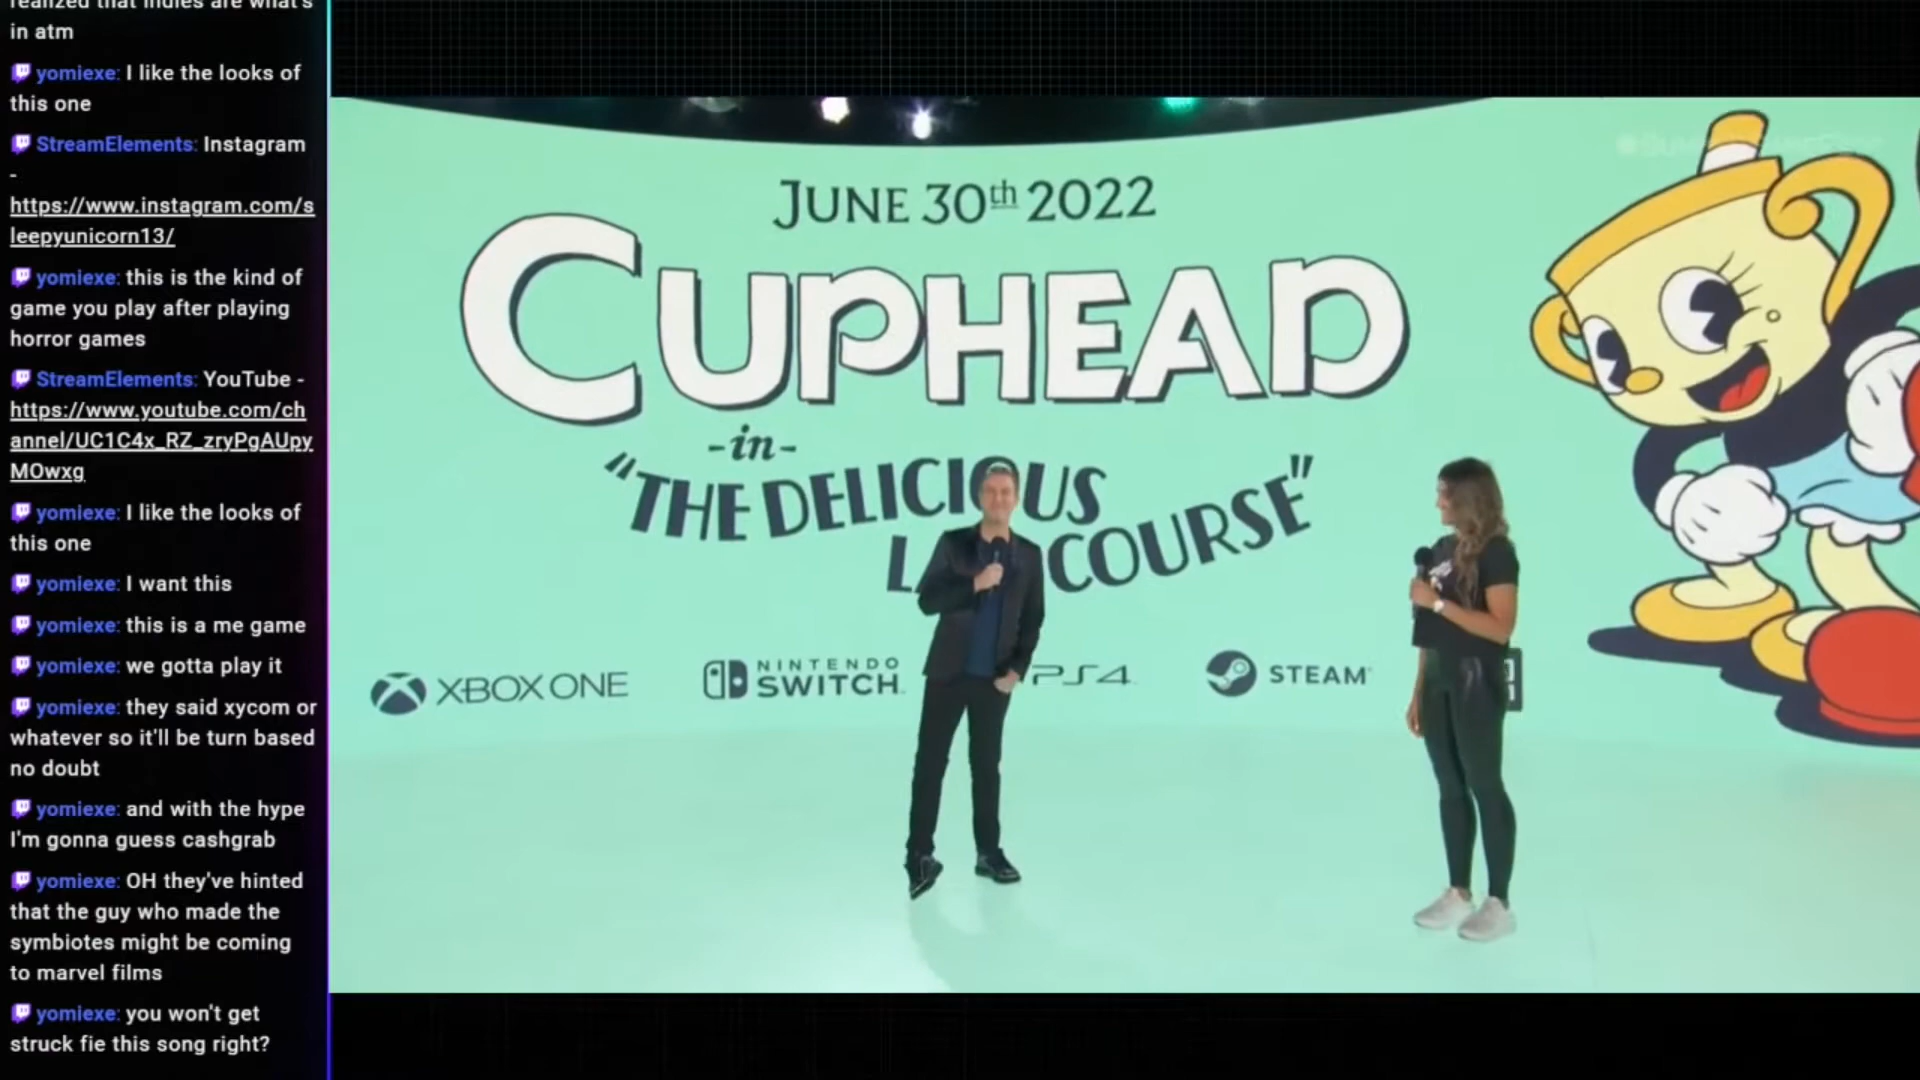 realized that indies are what's
in atm
yomiexe: I like the looks of
this one
StreamElements: Instagram
-
https://www.instagram.com/s
leepyunicorn13/
yomiexe: this is the kind of
game you play after playing
horror games
StreamElements: YouTube -
https://www.youtube.com/ch
annel/UC1C4x_RZ_zryPgAUpy
MOwxg
yomiexe: I like the looks of
this one
yomiexe: I want this
yomiexe: this is a me game
yomiexe: we gotta play it
yomiexe: they said xycom or
whatever so it'll be turn based
no doubt
yomiexe: and with the hype
I'm gonna guess cashgrab
yomiexe: OH they've hinted
that the guy who made the
symbiotes might be coming
to marvel films
yomiexe: you won't get
struck fie this song right?
JUNE 30th 2022
CUPHEAD
-in-
"THE DELICIOUS
L COURSE"
XBOX ONE
NINTENDO
SWITCH
PS4
STEAM